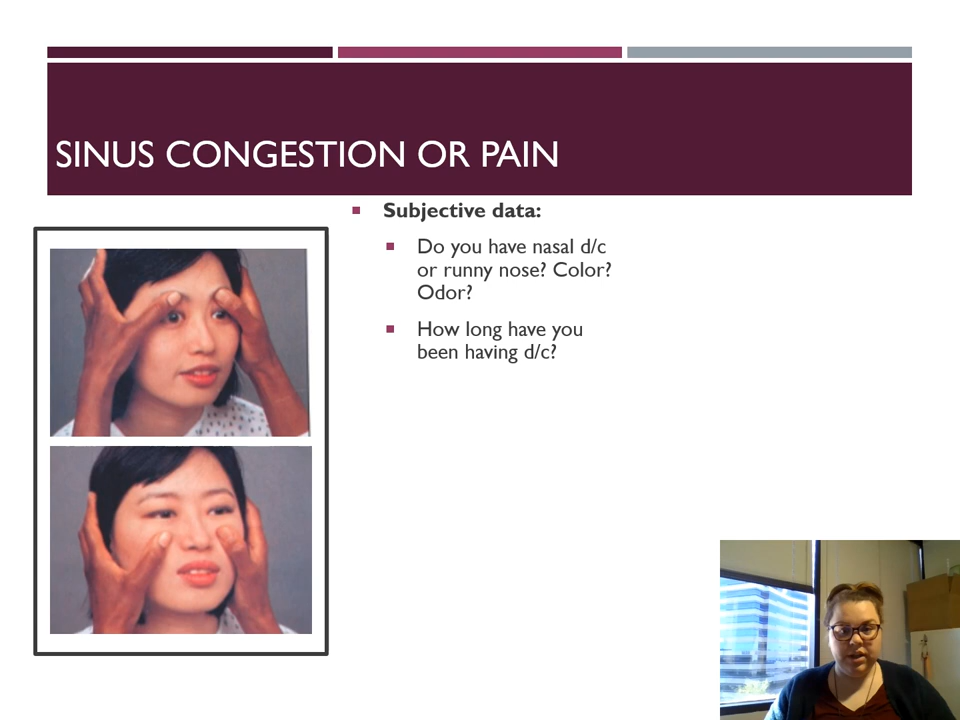 SINUS CONGESTION OR PAIN
Subjective data:
Do you have nasal d/c
or runny nose? Color?
Odor?
How long have you
been having d/c?